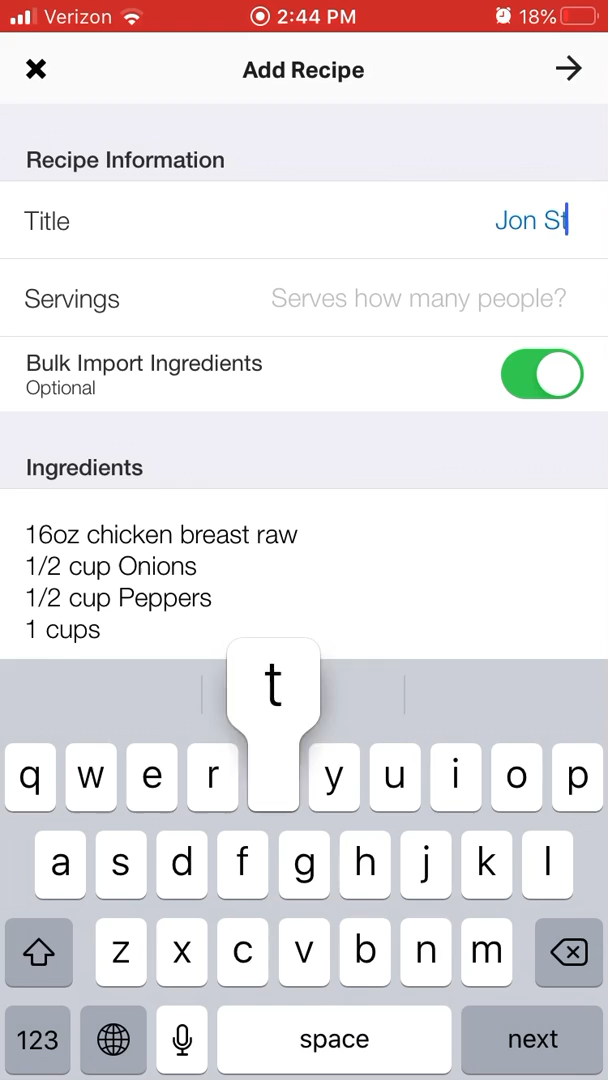 Verizon 2:44 PM 18%
Add Recipe
Recipe Information
Title Jon St
Servings Serves how many people?
Bulk Import Ingredients
Optional
Ingredients
16oz chicken breast raw
1/2 cup Onions
1/2 cup Peppers
1 cups
t
q w e r y u i o p
a s d f g h j k l
z x c v b n m
123 space next